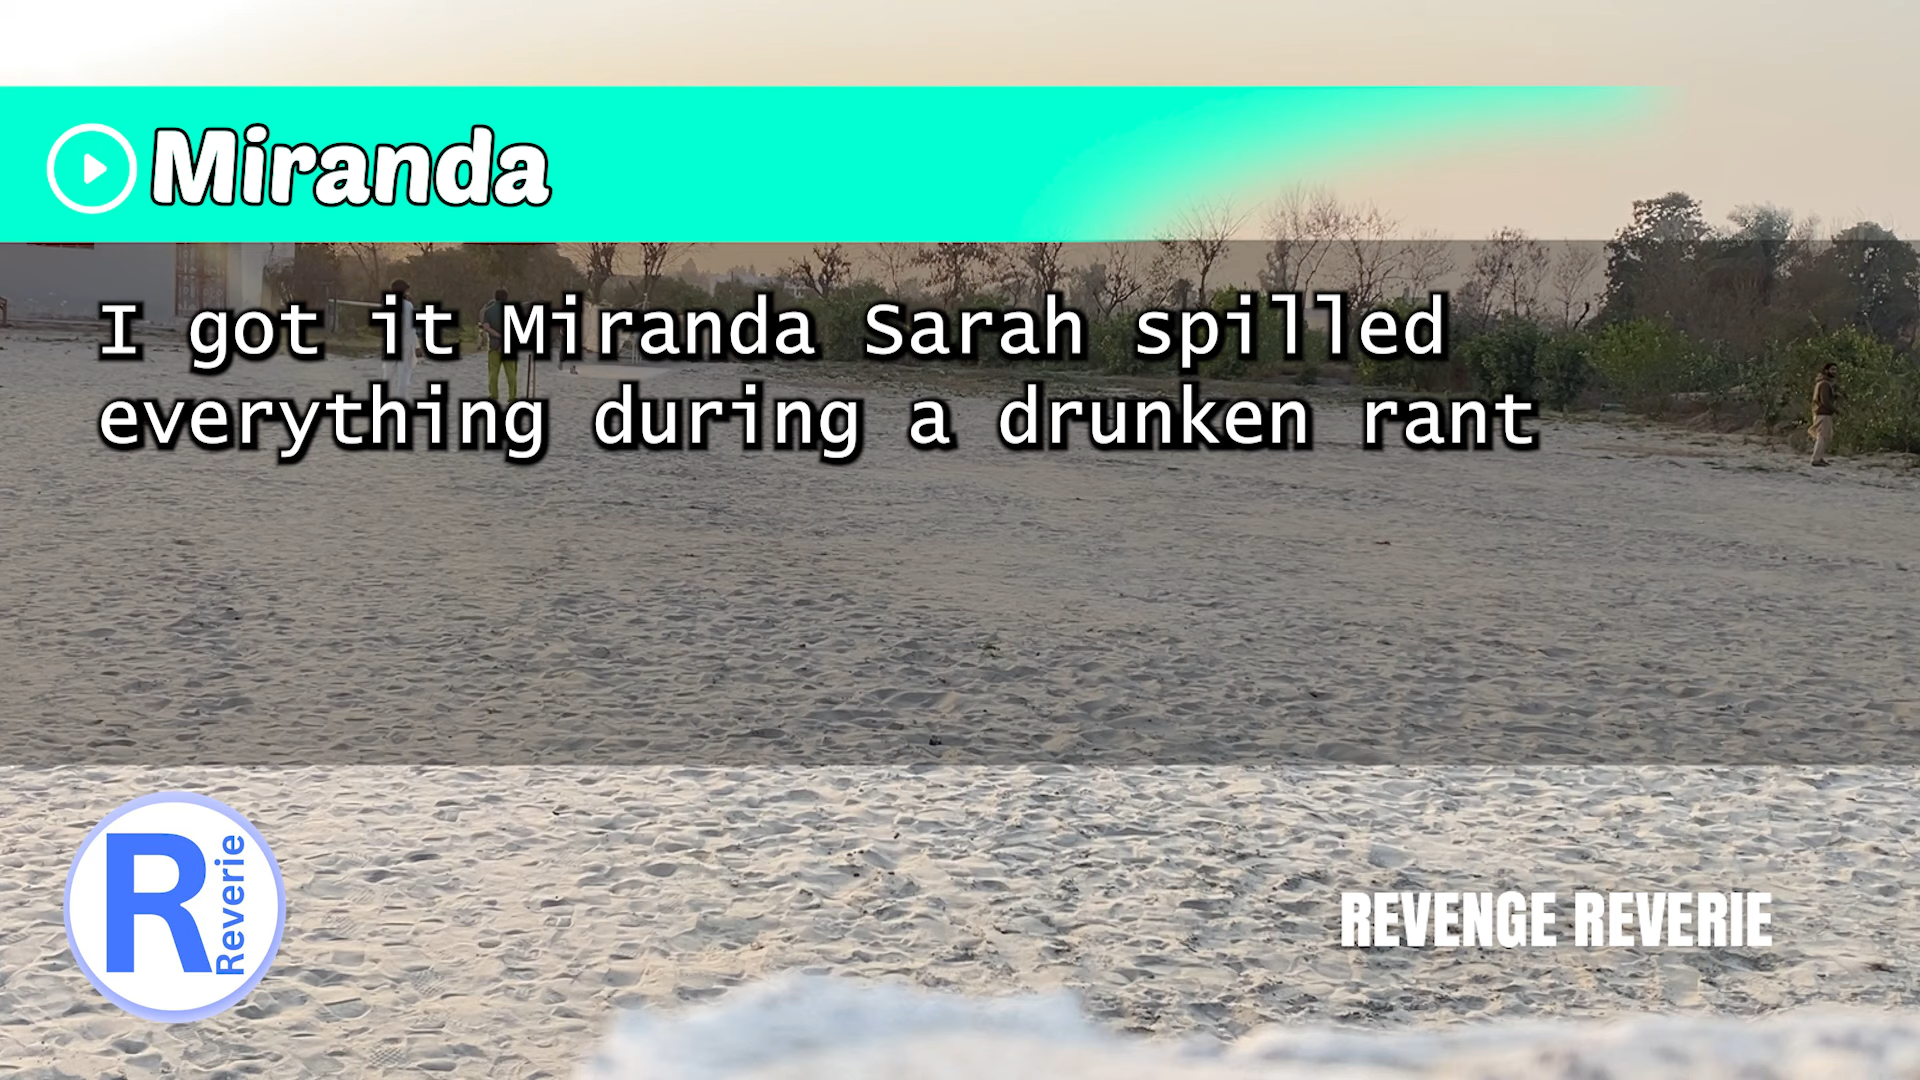 Miranda
I got it Miranda Sarah spilled
everything during a drunken rant
R
Reverie
REVENGE REVERIE